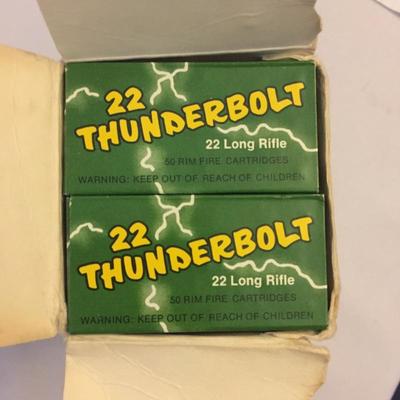 22
THUNDERBOLT
22 Long Rifle
50 RIM FIRE CARTRIDGES
WARNING: KEEP OUT OF REACH OF CHILDREN
22
THUNDERBOLT
22 Long Rifle
50 RIM FIRE CARTRIDGES
WARNING: KEEP OUT OF REACH OF CHILDREN